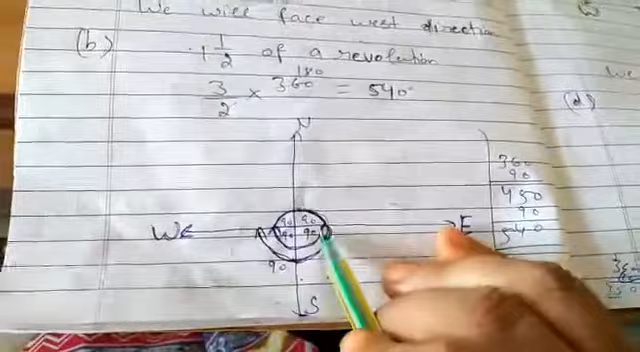 We will face west direction
(b) 1 1/2 of a revolution
3/2 × 360 180 = 540°
N
(d)
We
360
90
450
90
540
90 90
90 90
W E
90
S